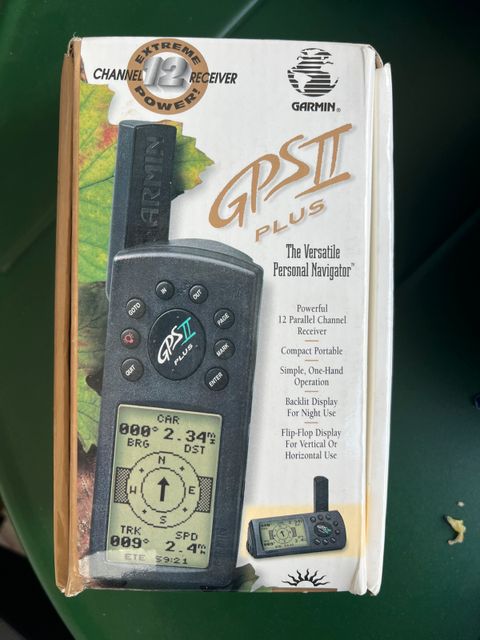 EXTREME
CHANNEL 12 RECEIVER
POWER!
GARMIN®
GPS II
PLUS
The Versatile
Personal Navigator™
Powerful
12 Parallel Channel
Receiver
Compact Portable
Simple, One-Hand
Operation
Backlit Display
For Night Use
Flip-Flop Display
For Vertical Or
Horizontal Use
GARMIN
IN
OUT
GOTO
PAGE
GPS II
PLUS™
MARK
QUIT
ENTER
CAR
000° 2.34 MI
BRG DST
N
W E
S
TRK SPD
009° 2.4
ETE 59:21